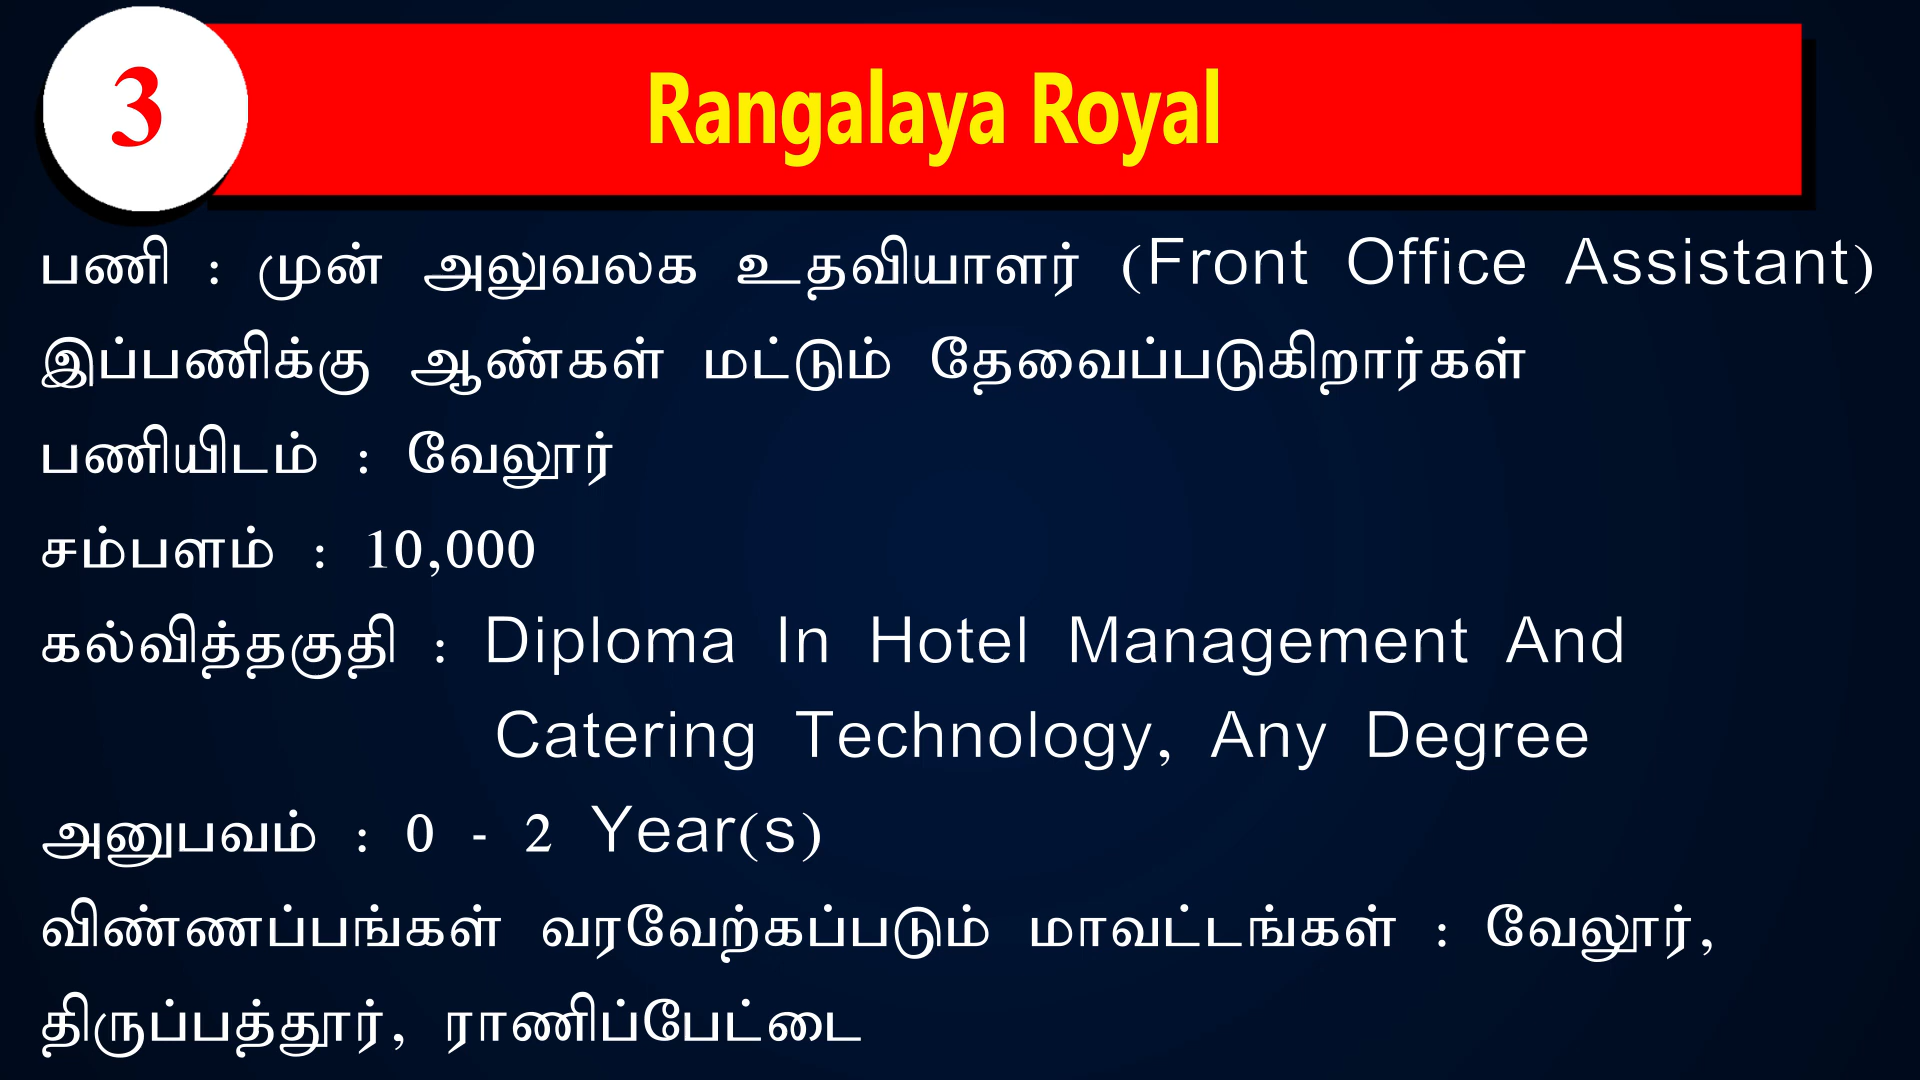 3
Rangalaya Royal
பணி : முன் அலுவலக உதவியாளர் (Front Office Assistant)
இப்பணிக்கு ஆண்கள் மட்டும் தேவைப்படுகிறார்கள்
பணியிடம் : வேலூர்
சம்பளம் : 10,000
கல்வித்தகுதி : Diploma In Hotel Management And
Catering Technology, Any Degree
அனுபவம் : 0 - 2 Year(s)
விண்ணப்பங்கள் வரவேற்கப்படும் மாவட்டங்கள் : வேலூர்,
திருப்பத்தூர், ராணிப்பேட்டை